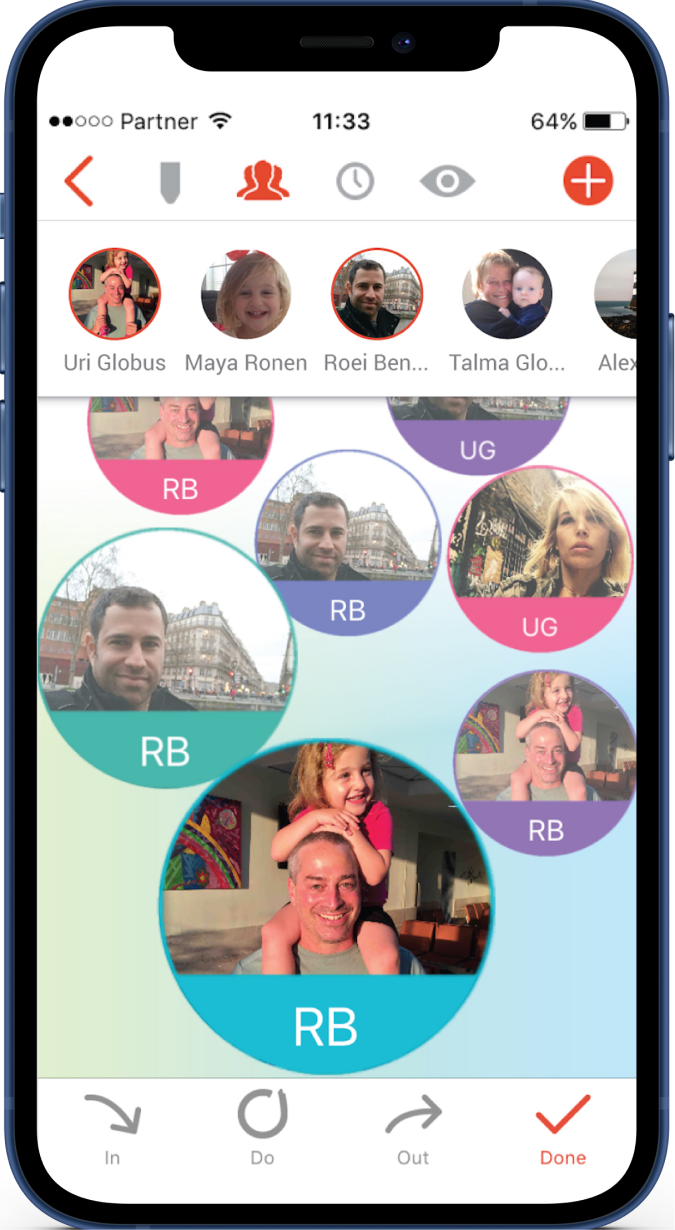 Partner 11:33 64%
Uri Globus Maya Ronen Roei Ben... Talma Glo... Alex
RB
UG
RB
UG
RB
RB
RB
In Do Out Done